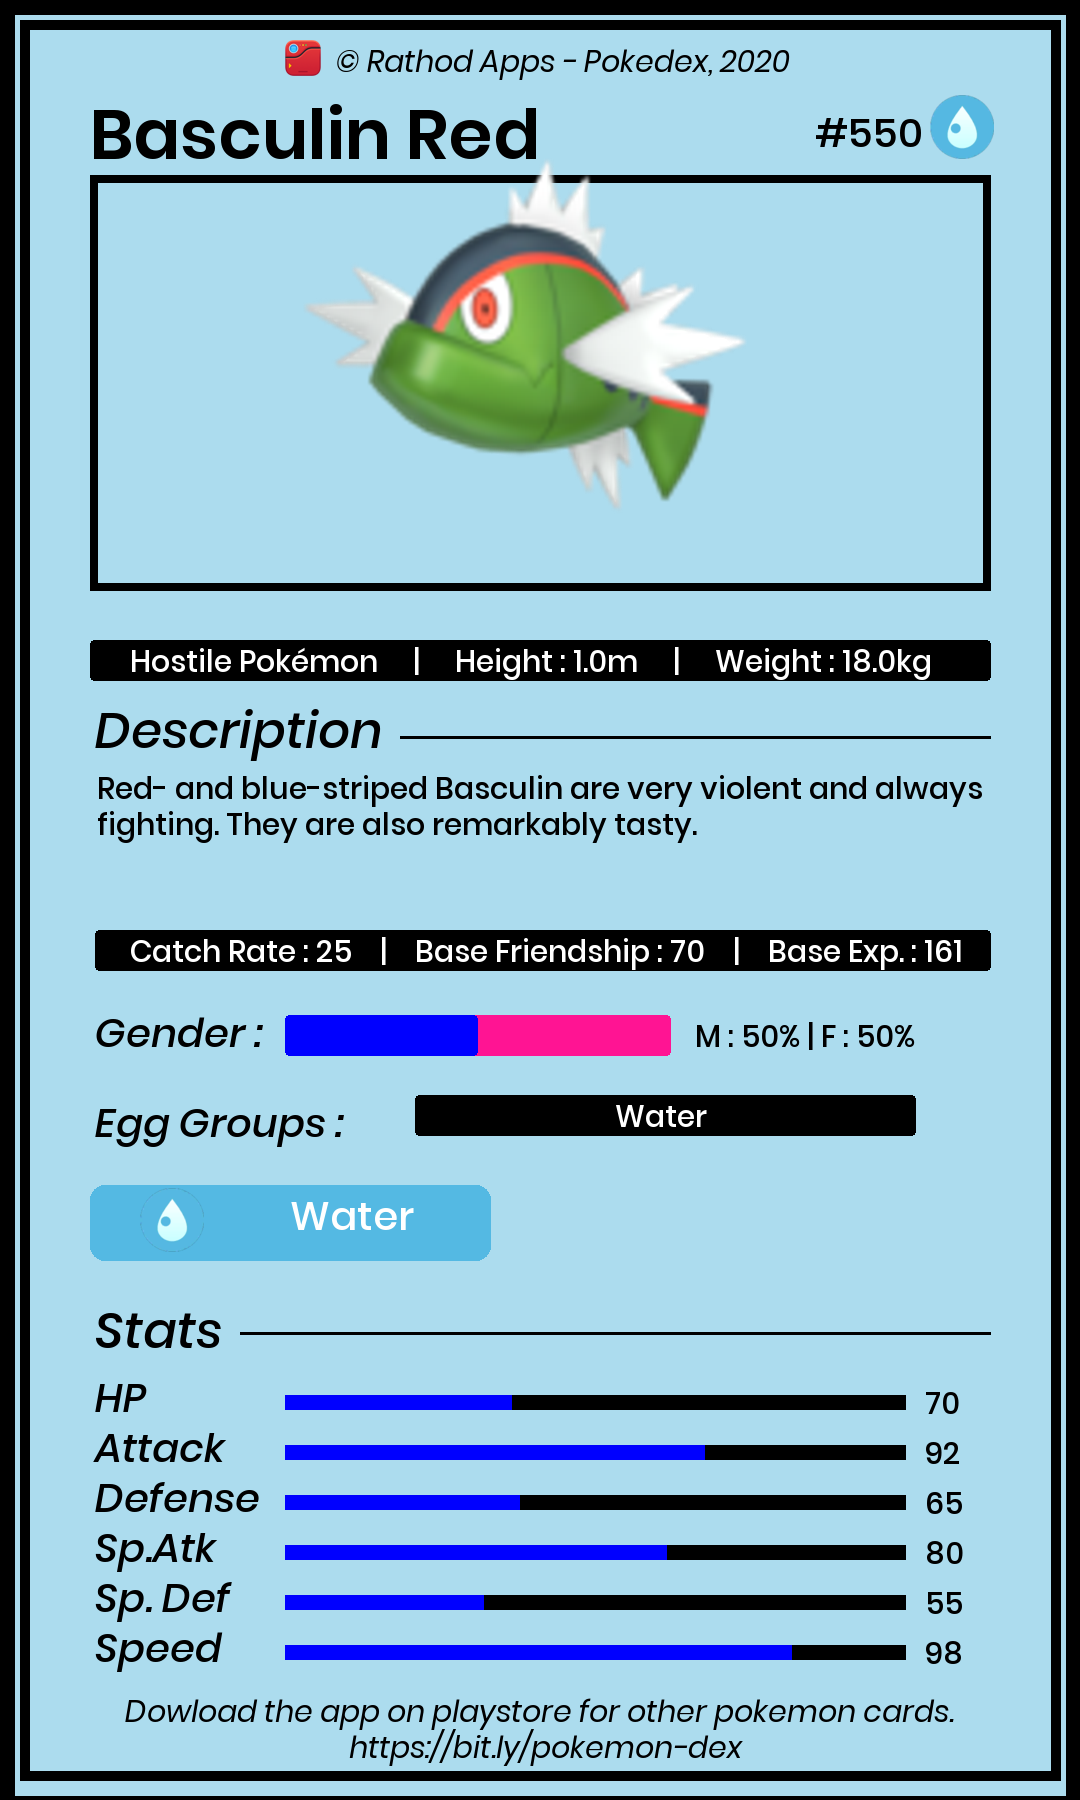 © Rathod Apps - Pokedex, 2020
Basculin Red
#550
Hostile Pokémon | Height : 1.0m | Weight : 18.0kg
Description
Red- and blue-striped Basculin are very violent and always
fighting. They are also remarkably tasty.
Catch Rate : 25 | Base Friendship : 70 | Base Exp. : 161
Gender : M : 50% | F : 50%
Egg Groups : Water
Water
Stats
HP 70
Attack 92
Defense 65
Sp.Atk 80
Sp. Def 55
Speed 98
Dowload the app on playstore for other pokemon cards.
https://bit.ly/pokemon-dex